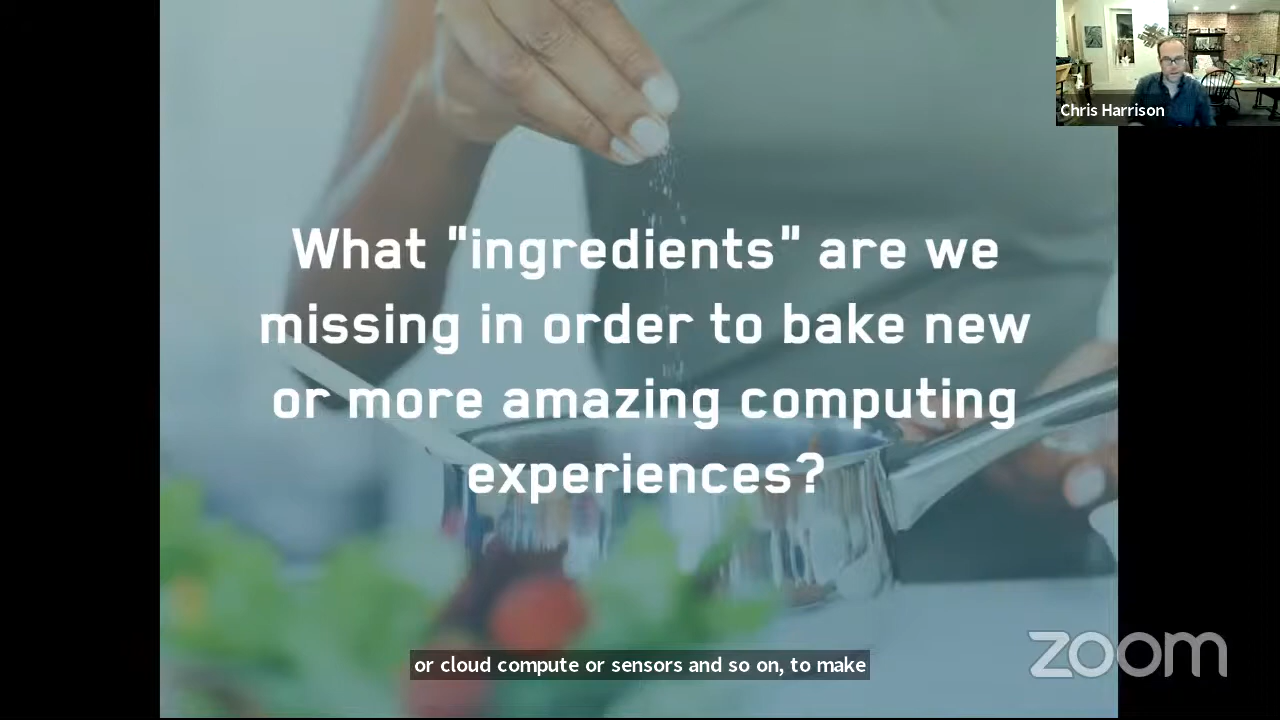 Chris Harrison
What "ingredients" are we
missing in order to bake new
or more amazing computing
experiences?
or cloud compute or sensors and so on, to make
zoom